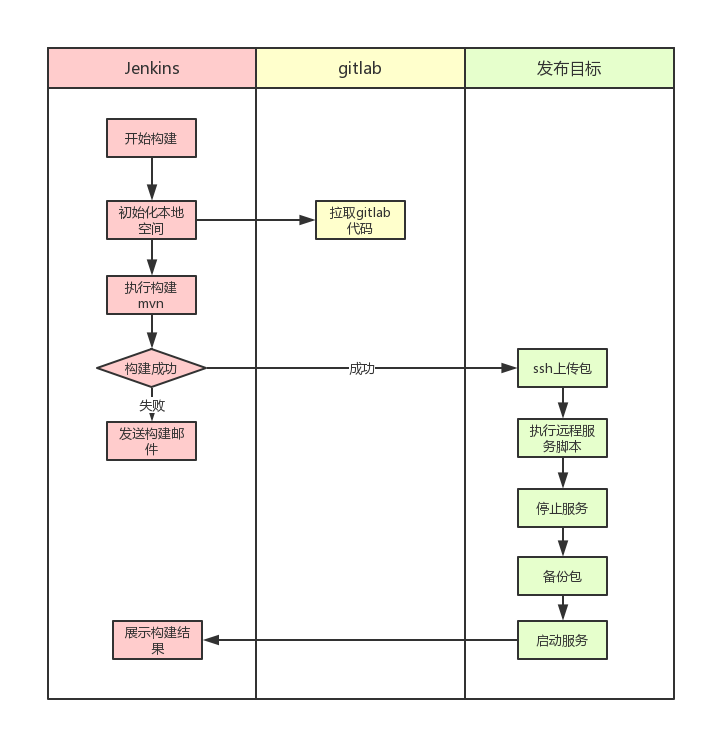 Jenkins
gitlab
发布目标
开始构建
初始化本地
空间
拉取gitlab
代码
执行构建
mvn
构建成功
成功
ssh上传包
失败
发送构建邮
件
执行远程服
务脚本
停止服务
备份包
启动服务
展示构建结
果